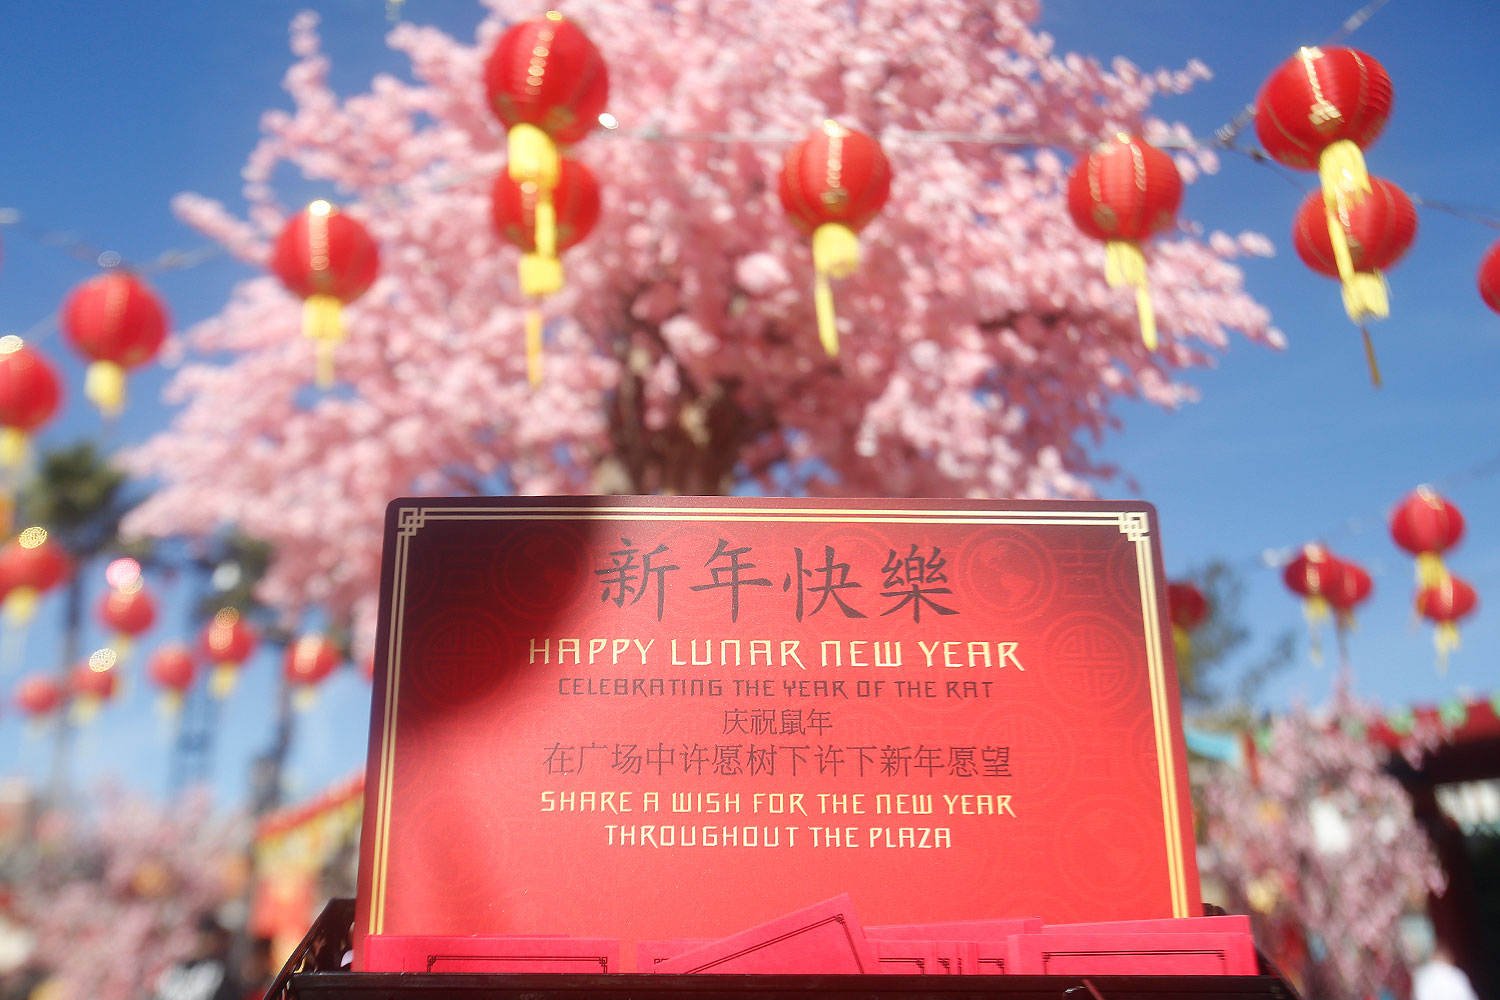 新年快樂
HAPPY LUNAR NEW YEAR
CELEBRATING THE YEAR OF THE RAT
庆祝鼠年
在广场中许愿树下许下新年愿望
SHARE A WISH FOR THE NEW YEAR
THROUGHOUT THE PLAZA